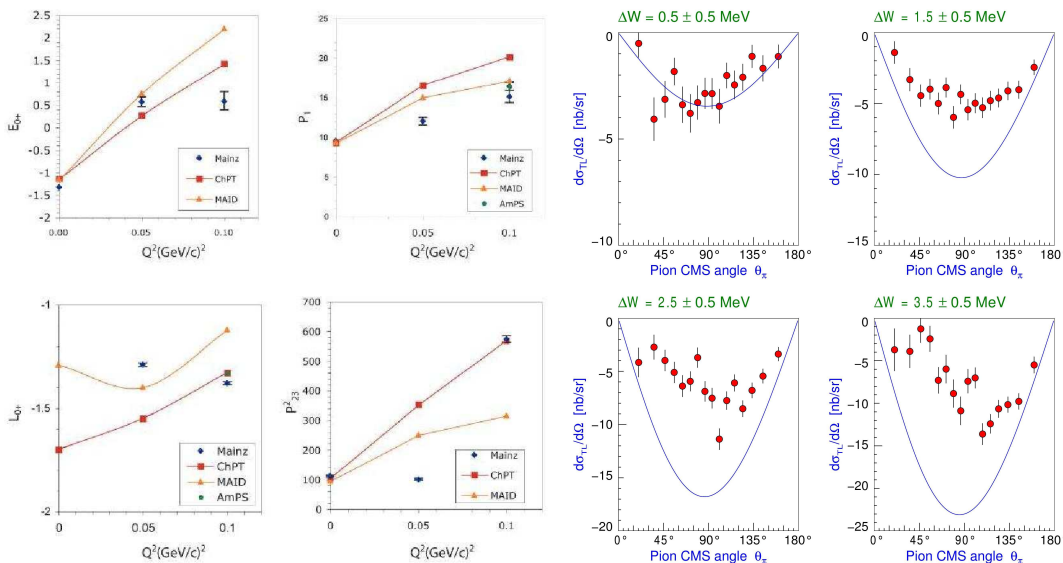 2.5
2
1.5
1
0.5
0
-0.5
-1
-1.5
-2
E₀₊
0.00
0.05
0.10
Q²(GeV/c)²
Mainz
ChPT
MAID
25
20
15
10
5
0
P₁
0
0.05
0.1
Q²(GeV/c)²
Mainz
ChPT
MAID
AmPS
ΔW = 0.5 ± 0.5 MeV
0
−5
−10
dσ_TL/dΩ [nb/sr]
0° 45° 90° 135° 180°
Pion CMS angle θ_π
ΔW = 1.5 ± 0.5 MeV
0
−5
−10
−15
dσ_TL/dΩ [nb/sr]
0° 45° 90° 135° 180°
Pion CMS angle θ_π
-1
-1.5
-2
L₀₊
0
0.05
0.1
Q²(GeV/c)²
Mainz
ChPT
MAID
AmPS
700
600
500
400
300
200
100
0
P²₂₃
0
0.05
0.1
Q²(GeV/c)²
Mainz
ChPT
MAID
ΔW = 2.5 ± 0.5 MeV
0
−5
−10
−15
−20
dσ_TL/dΩ [nb/sr]
0° 45° 90° 135° 180°
Pion CMS angle θ_π
ΔW = 3.5 ± 0.5 MeV
0
−5
−10
−15
−20
−25
dσ_TL/dΩ [nb/sr]
0° 45° 90° 135° 180°
Pion CMS angle θ_π